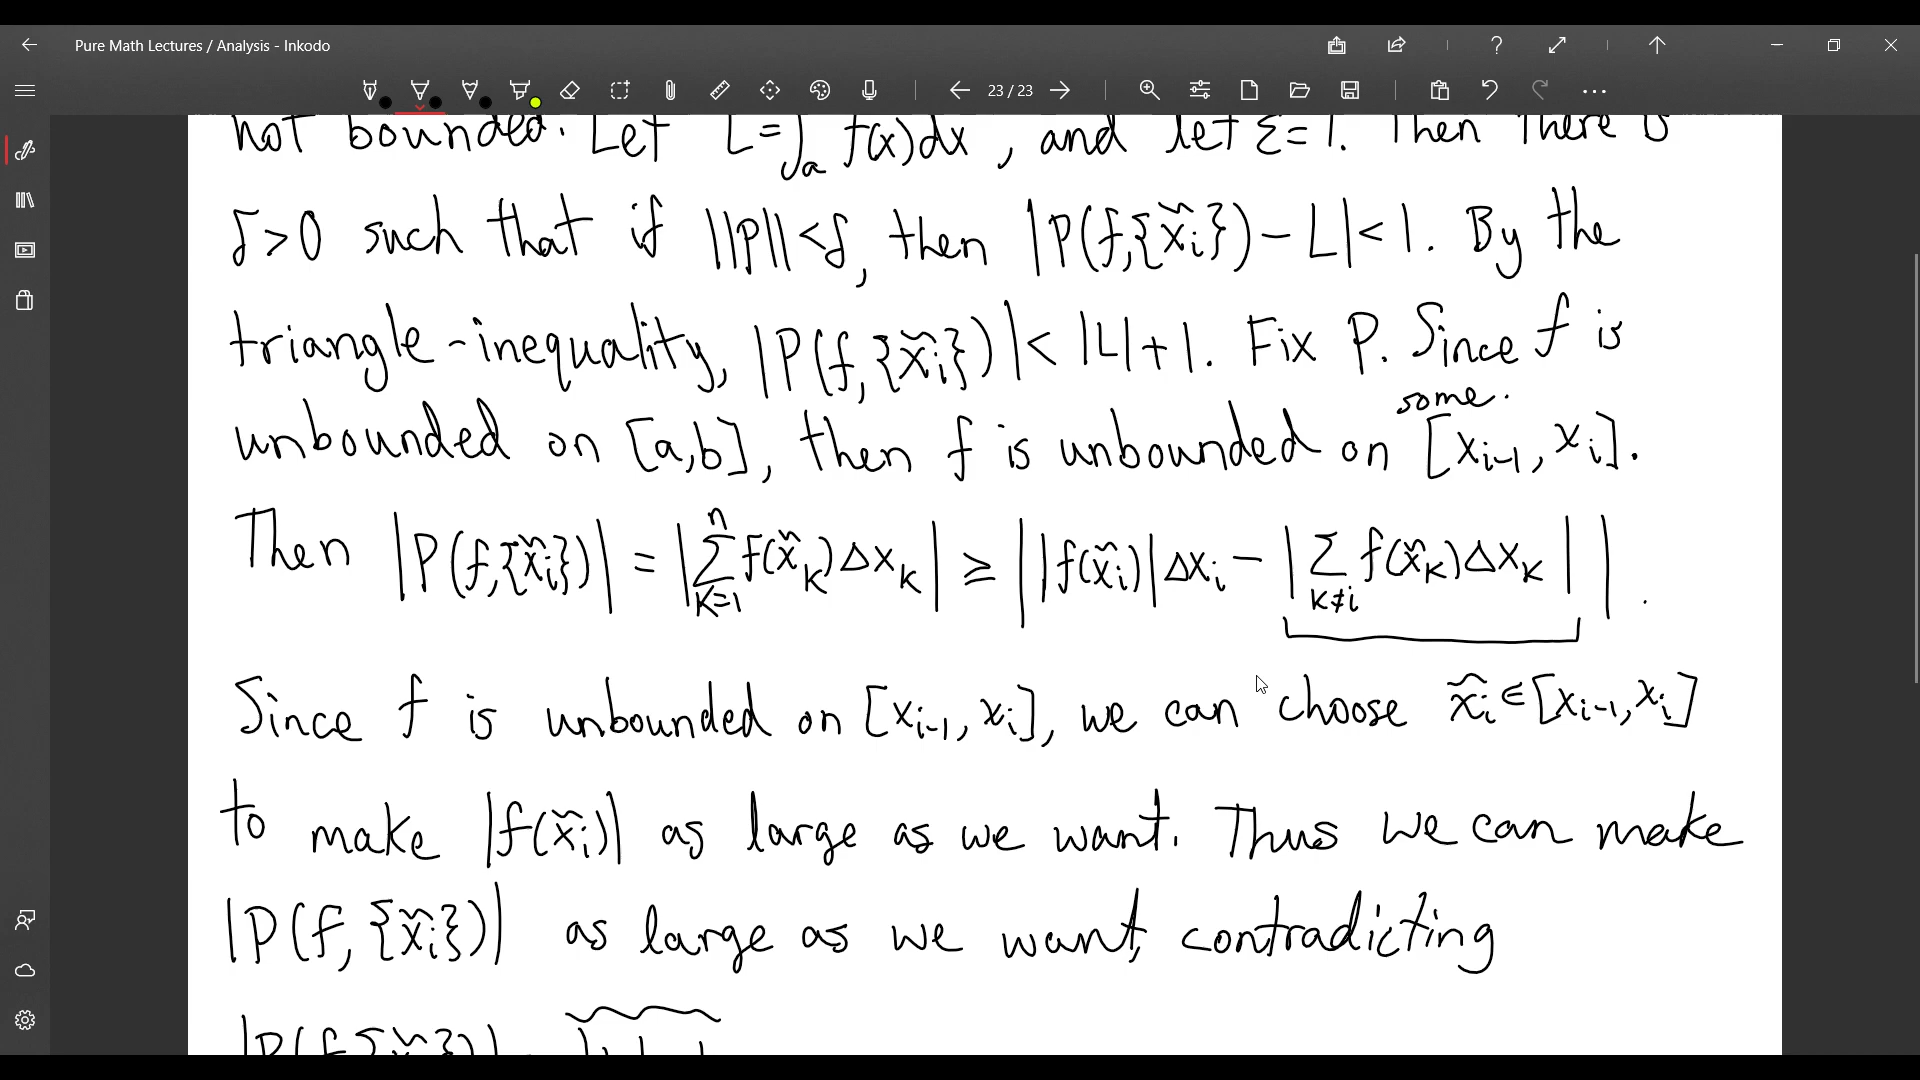 Pure Math Lectures / Analysis - Inkodo
23 / 23
not bounded. Let L=∫ₐ f(x)dx, and let ε=1. Then there is
δ>0 such that if ||P||<δ, then |P(f,{x̃ᵢ})-L|<1. By the
triangle-inequality, |P(f,{x̃ᵢ})|<|L|+1. Fix P. Since f is
some.
unbounded on [a,b], then f is unbounded on [xᵢ₋₁, xᵢ].
Then |P(f,{x̃ᵢ})| = |∑ₖ₌₁ⁿ f(x̃ₖ)Δxₖ| ≥ ||f(x̃ᵢ)|Δxᵢ - |∑_{k≠i} f(x̃ₖ)Δxₖ||.
Since f is unbounded on [xᵢ₋₁, xᵢ], we can choose x̃ᵢ∈[xᵢ₋₁, xᵢ]
to make |f(x̃ᵢ)| as large as we want. Thus we can make
|P(f,{x̃ᵢ})| as large as we want, contradicting
|P(f,{x̃ᵢ})|